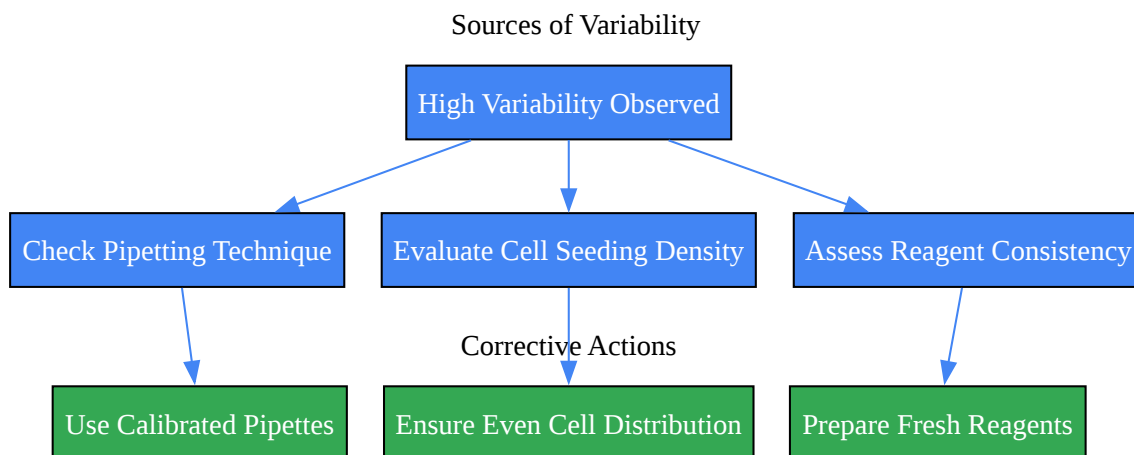 Sources of Variability
High Variability Observed
Check Pipetting Technique
Evaluate Cell Seeding Density
Assess Reagent Consistency
Corrective Actions
Use Calibrated Pipettes
Ensure Even Cell Distribution
Prepare Fresh Reagents